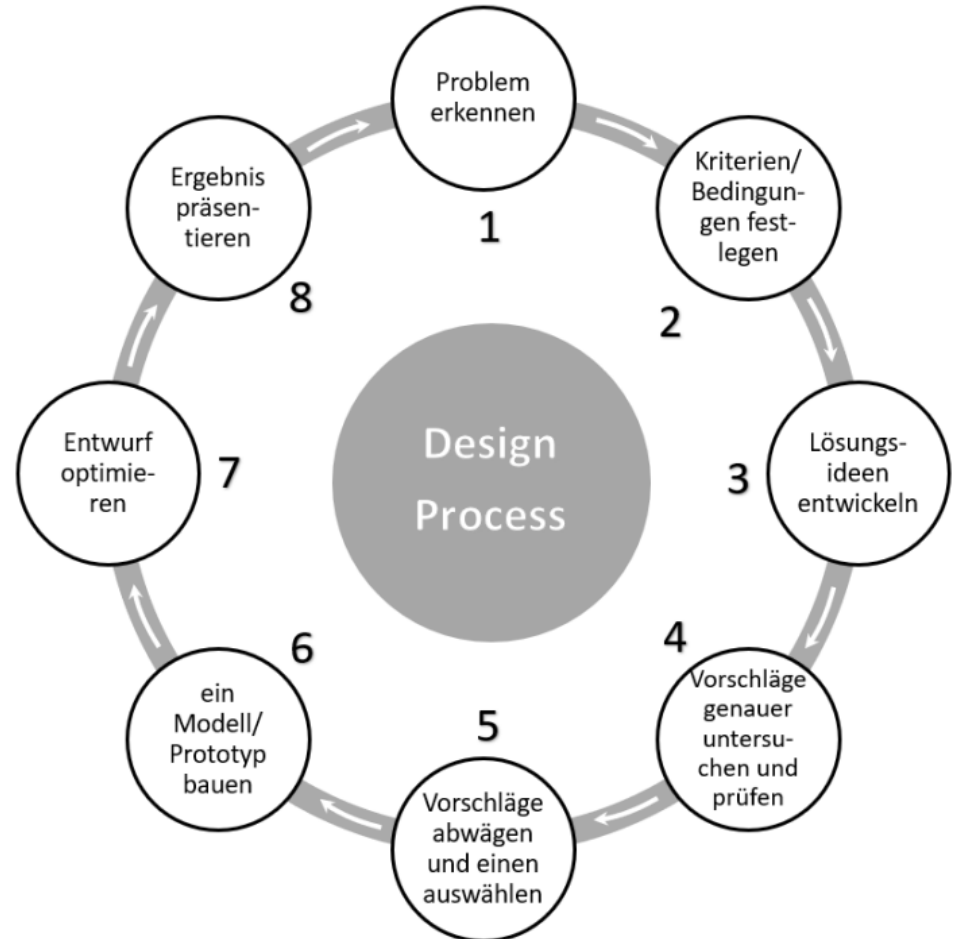 Problem
erkennen
1
Kriterien/
Bedingun-
gen fest-
legen
2
Lösungs-
ideen
entwickeln
3
4
Vorschläge
genauer
untersu-
chen und
prüfen
5
Vorschläge
abwägen
und einen
auswählen
6
ein
Modell/
Prototyp
bauen
Entwurf
optimie-
ren
7
Ergebnis
präsen-
tieren
8
Design
Process